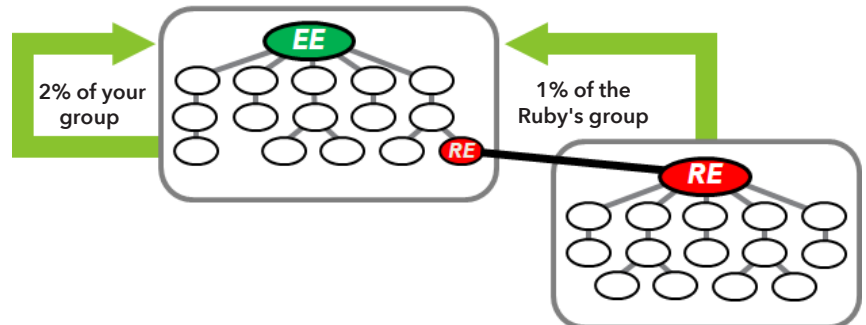 EE
2% of your
group
RE
1% of the
Ruby's group
RE